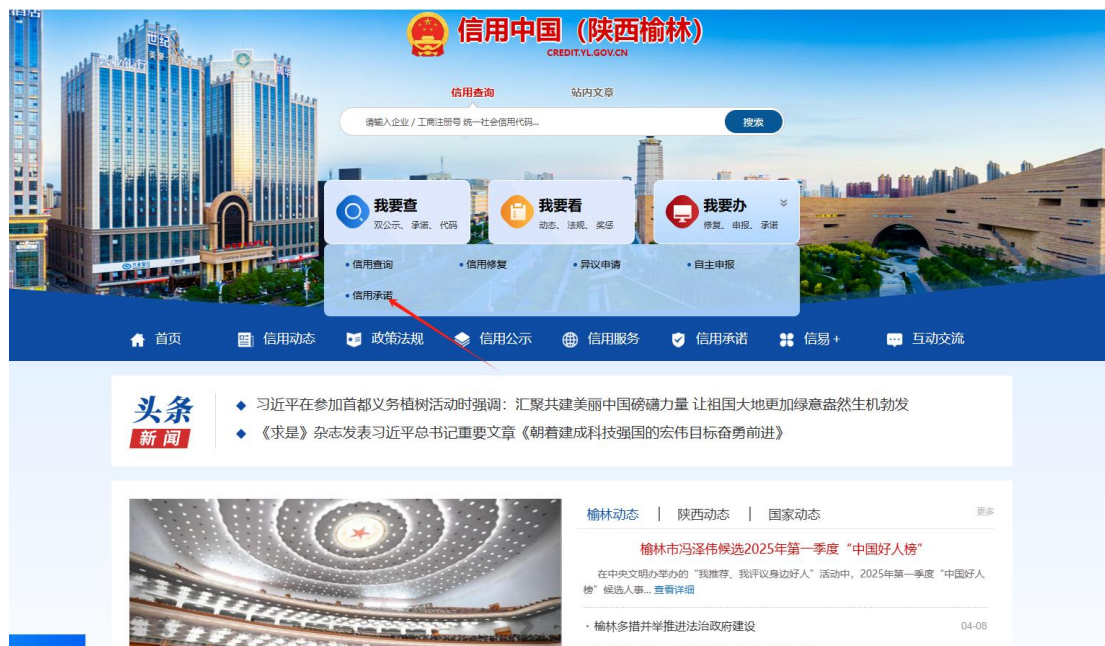 信用中国（陕西榆林）
CREDIT.YL.GOV.CN
信用查询 站内文章
请输入企业 / 工商注册号 统一社会信用代码... 搜索
我要查 我要看 我要办
双公示、承诺、代码 动态、法规、奖惩 修复、申报、承诺
信用查询 信用修复 异议申请 自主申报
信用承诺
首页 信用动态 政策法规 信用公示 信用服务 信用承诺 信易+ 互动交流
头条
新闻
习近平在参加首都义务植树活动时强调：汇聚共建美丽中国磅礴力量 让祖国大地更加绿意盎然生机勃发
《求是》杂志发表习近平总书记重要文章《朝着建成科技强国的宏伟目标奋勇前进》
榆林动态 | 陕西动态 | 国家动态 更多
榆林市冯泽伟候选2025年第一季度“中国好人榜”
在中央文明办举办的“我推荐、我评议身边好人”活动中，2025年第一季度“中国好人
榜”候选人事... 查看详细
· 榆林多措并举推进法治政府建设 04-08